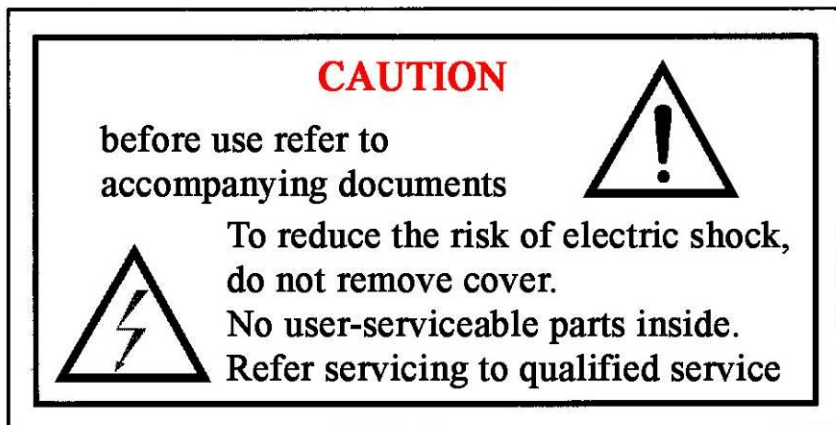 CAUTION
before use refer to
accompanying documents
To reduce the risk of electric shock,
do not remove cover.
No user-serviceable parts inside.
Refer servicing to qualified service